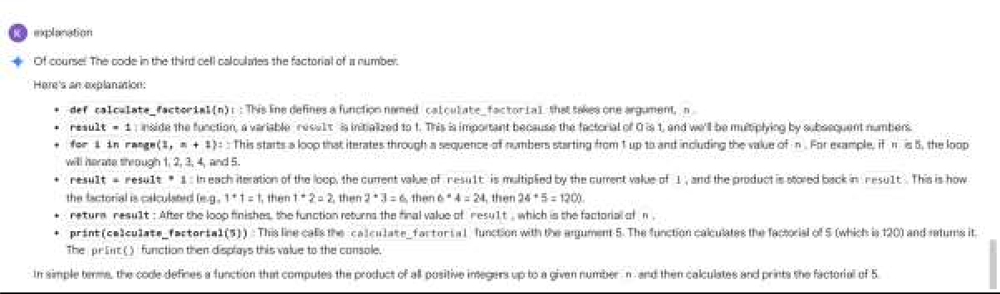 K explanation
Of course! The code in the third cell calculates the factorial of a number.
Here's an explanation:
• def calculate_factorial(n): : This line defines a function named calculate_factorial that takes one argument, n.
• result = 1 : Inside the function, a variable result is initialized to 1. This is important because the factorial of 0 is 1, and we'll be multiplying by subsequent numbers.
• for i in range(1, n + 1): : This starts a loop that iterates through a sequence of numbers starting from 1 up to and including the value of n. For example, if n is 5, the loop
will iterate through 1, 2, 3, 4, and 5.
• result = result * i : In each iteration of the loop, the current value of result is multiplied by the current value of i, and the product is stored back in result. This is how
the factorial is calculated (e.g., 1 * 1 = 1, then 1 * 2 = 2, then 2 * 3 = 6, then 6 * 4 = 24, then 24 * 5 = 120).
• return result : After the loop finishes, the function returns the final value of result, which is the factorial of n.
• print(calculate_factorial(5)) : This line calls the calculate_factorial function with the argument 5. The function calculates the factorial of 5 (which is 120) and returns it.
The print() function then displays this value to the console.
In simple terms, the code defines a function that computes the product of all positive integers up to a given number n and then calculates and prints the factorial of 5.